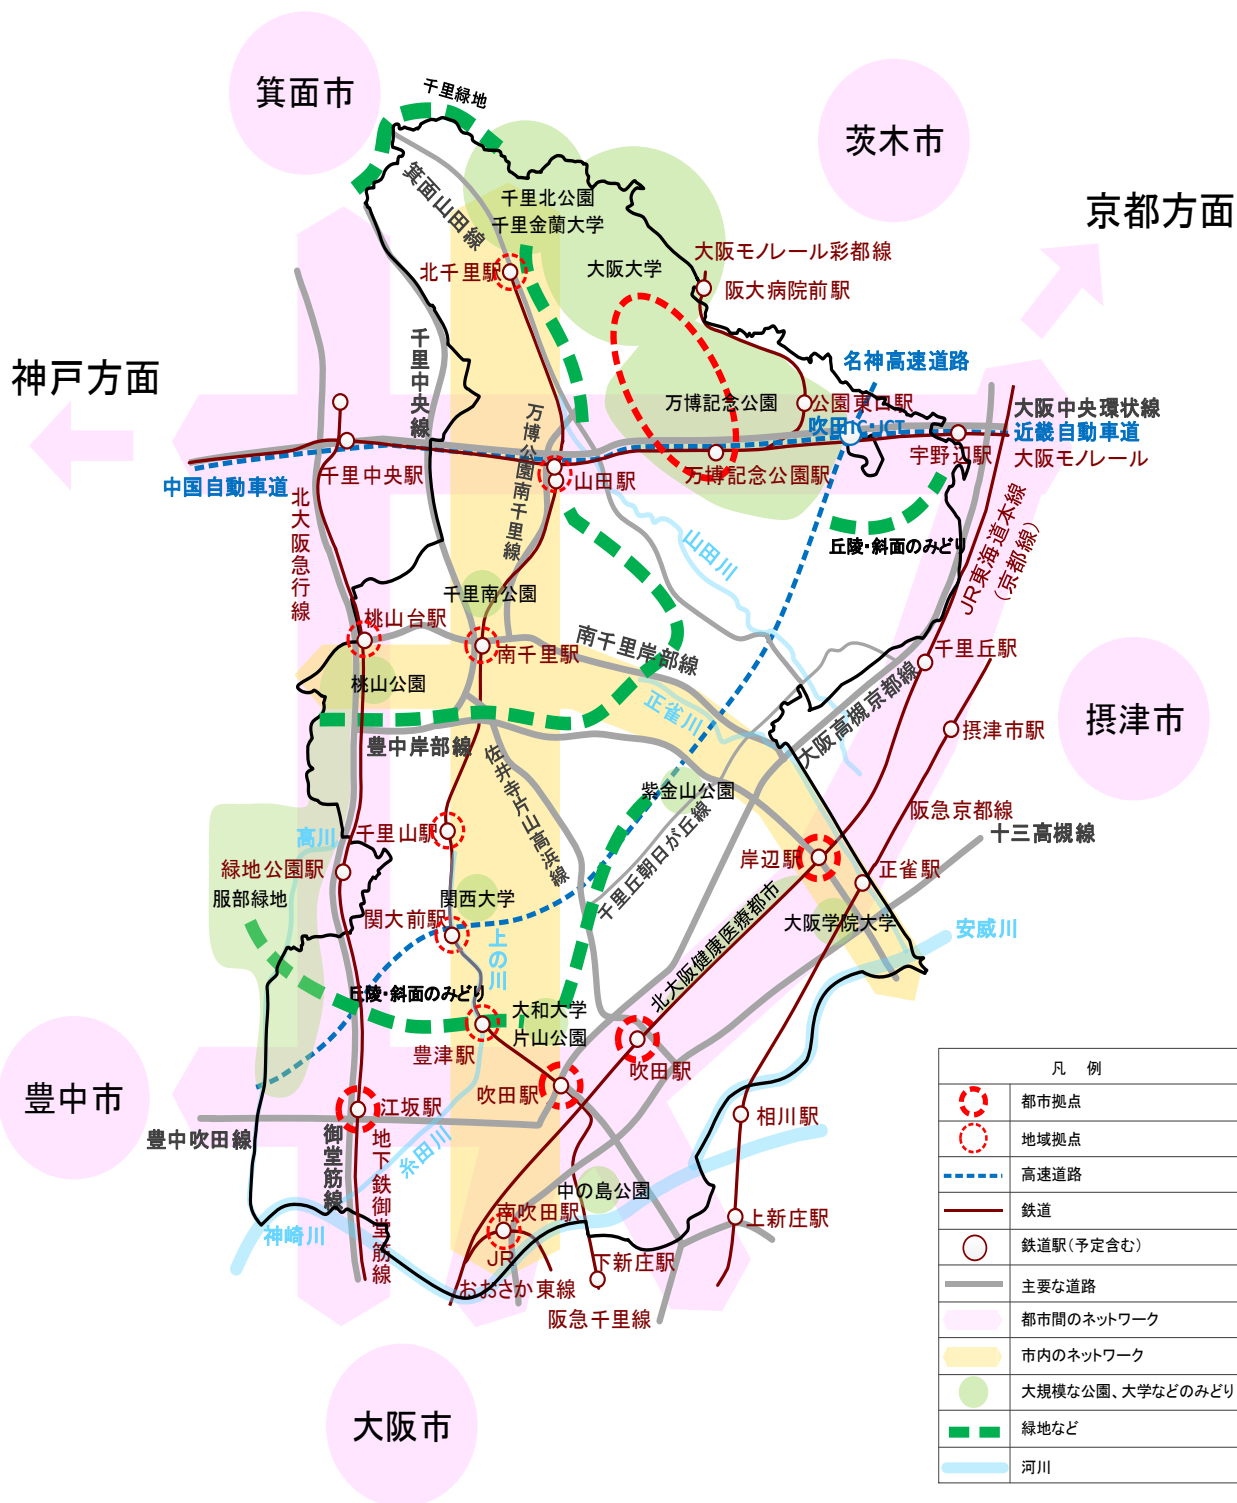 箕面市
千里緑地
茨木市
京都方面
箕面山田線
千里北公園
千里金蘭大学
北千里駅
大阪大学
大阪モノレール彩都線
阪大病院前駅
神戸方面
千里中央線
名神高速道路
万博記念公園
公園東口駅
吹田IC・JCT
大阪中央環状線
近畿自動車道
大阪モノレール
宇野辺駅
万博公園南千里線
千里中央駅
中国自動車道
山田駅
万博記念公園駅
北大阪急行線
山田川
丘陵・斜面のみどり
JR東海道本線
(京都線)
千里南公園
桃山台駅
南千里駅
南千里岸部線
千里丘駅
桃山公園
正雀川
大阪高槻京都線
摂津市駅
摂津市
豊中岸部線
佐井寺片山高浜線
紫金山公園
阪急京都線
高川
千里山駅
千里丘朝日が丘線
岸辺駅
十三高槻線
緑地公園駅
正雀駅
服部緑地
関西大学
関大前駅
北大阪健康医療都市
大阪学院大学
安威川
上の川
丘陵・斜面のみどり
大和大学
片山公園
豊津駅
吹田駅
吹田駅
豊中市
江坂駅
相川駅
豊中吹田線
御堂筋線
地下鉄御堂筋線
糸田川
中の島公園
南吹田駅
上新庄駅
神崎川
JR
おおさか東線
下新庄駅
阪急千里線
大阪市
凡 例
都市拠点
地域拠点
高速道路
鉄道
鉄道駅(予定含む)
主要な道路
都市間のネットワーク
市内のネットワーク
大規模な公園、大学などのみどり
緑地など
河川